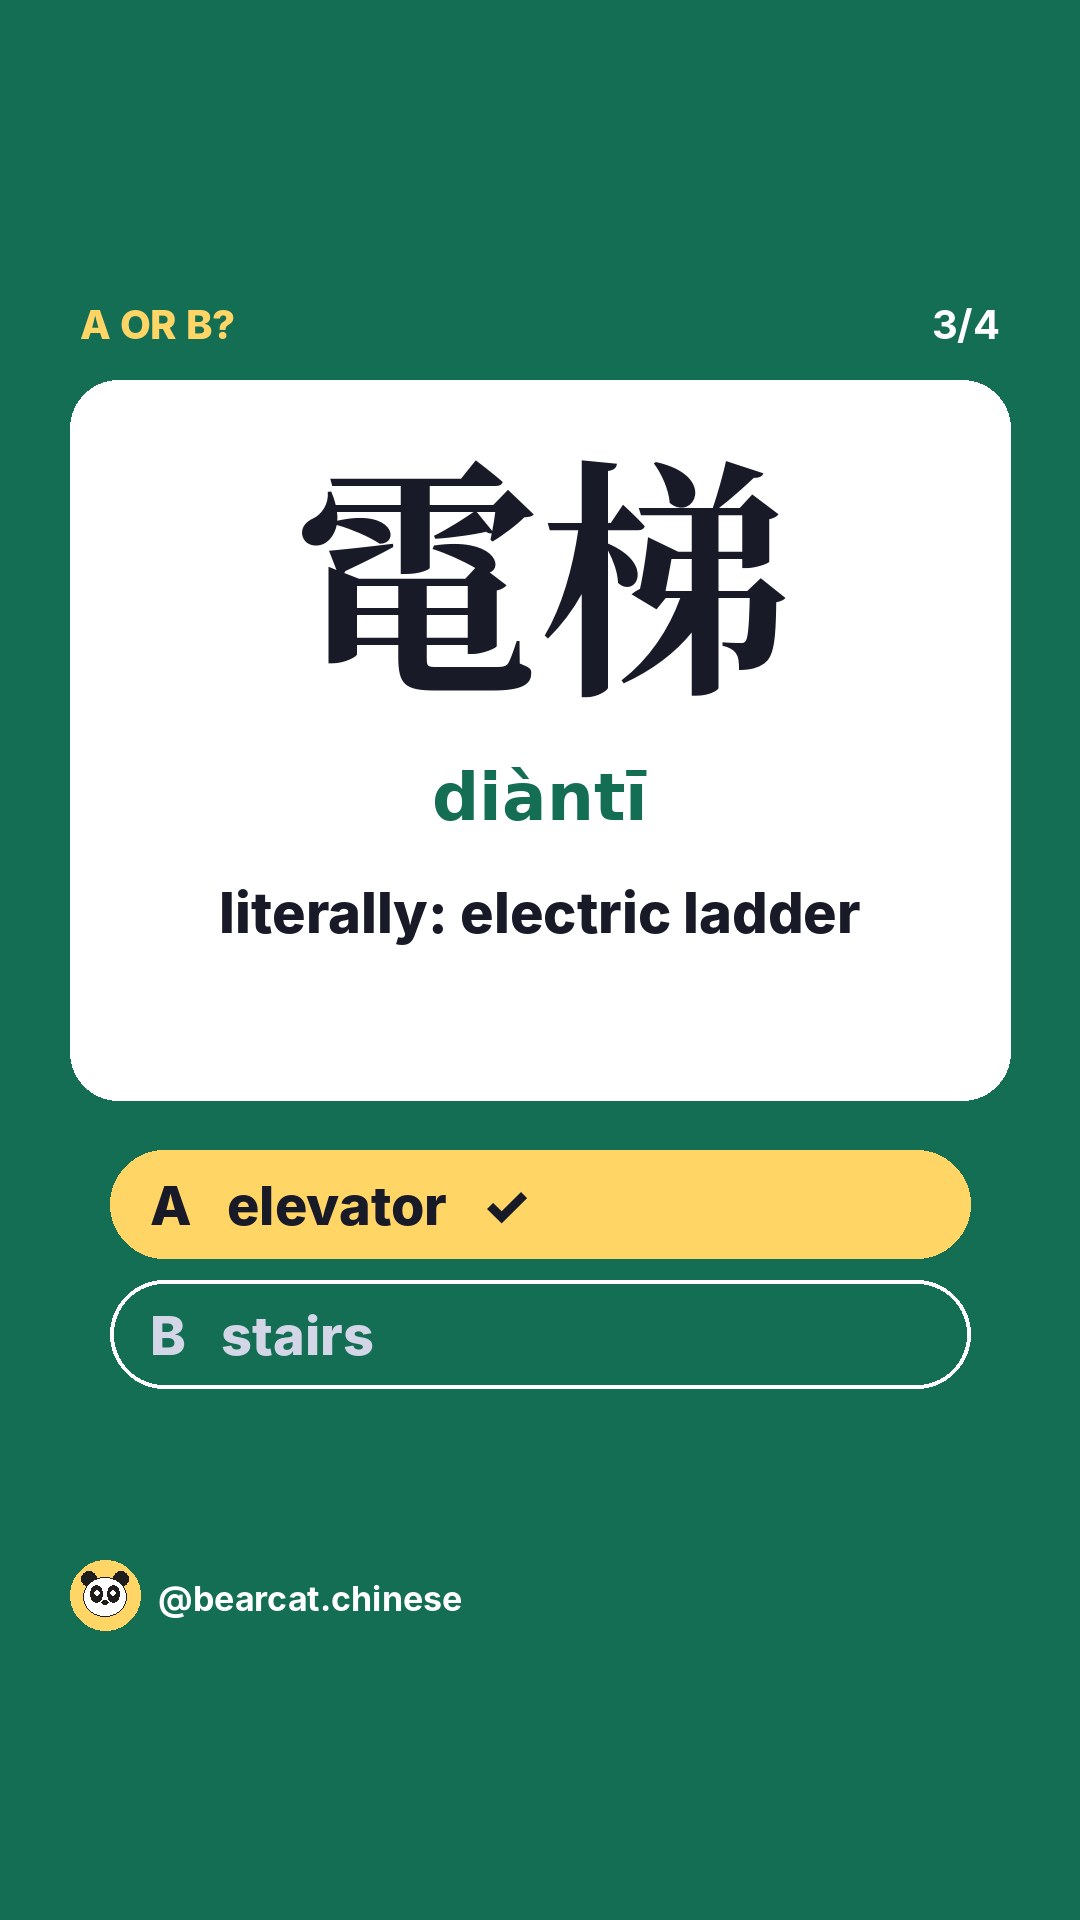 A OR B?
3/4
電梯
diàntī
literally: electric ladder
A elevator ✓
B stairs
@bearcat.chinese